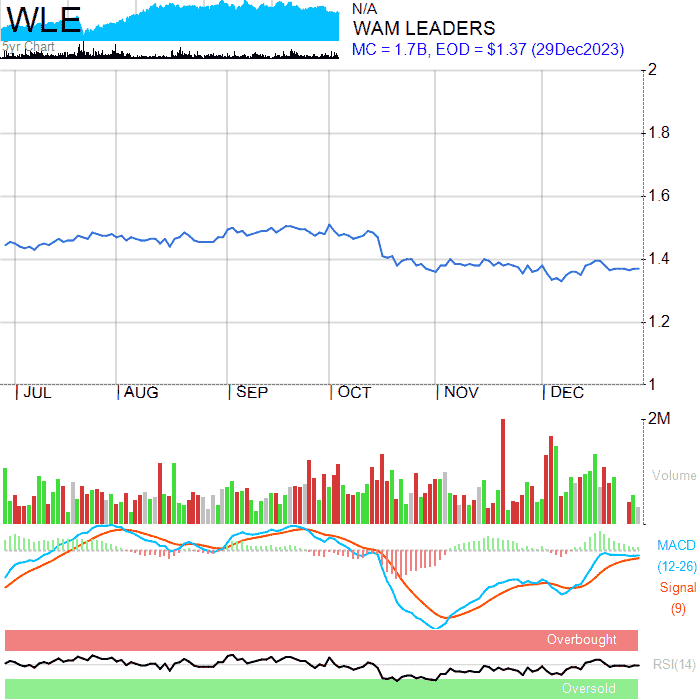 WLE
5yr Chart
N/A
WAM LEADERS
MC = 1.7B, EOD = $1.37 (29Dec2023)
2
1.8
1.6
1.4
1.2
1
JUL AUG SEP OCT NOV DEC
2M
Volume
MACD
(12-26)
Signal
(9)
Overbought
RSI(14)
Oversold